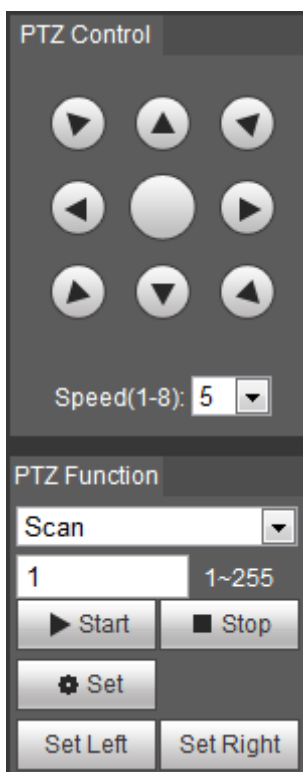 PTZ Control
Speed(1-8): 5
PTZ Function
Scan
1 1~255
Start Stop
Set
Set Left Set Right